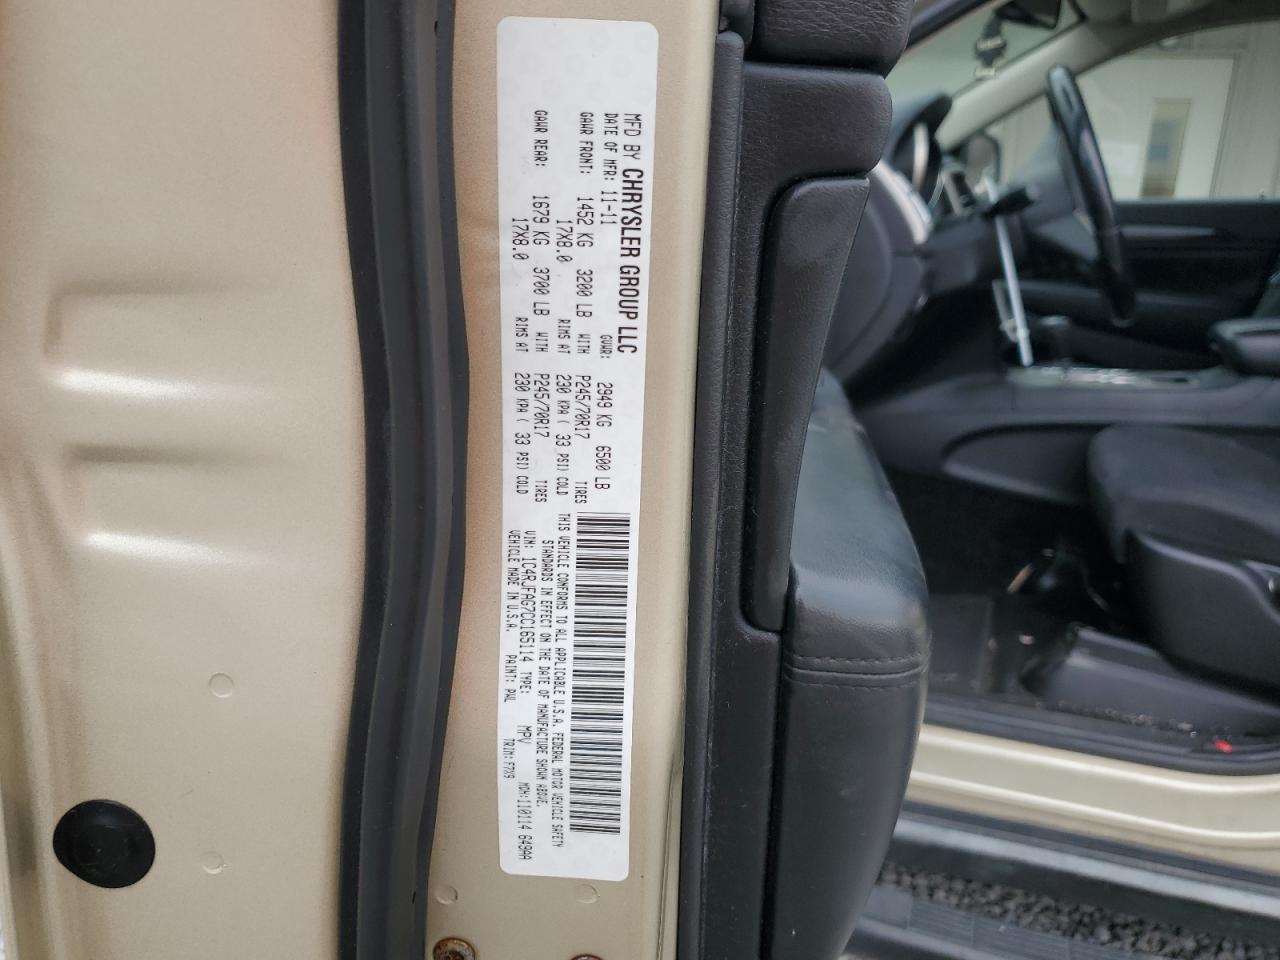 MFD BY CHRYSLER GROUP LLC
DATE OF MFR: 11-11 GVWR: 2949 KG 6500 LB
GAWR FRONT: 1452 KG 3200 LB WITH P245/70R17 TIRES
17X8.0 RIMS AT 230 KPA ( 33 PSI) COLD
GAWR REAR: 1679 KG 3700 LB WITH P245/70R17 TIRES
17X8.0 RIMS AT 230 KPA ( 33 PSI) COLD
THIS VEHICLE CONFORMS TO ALL APPLICABLE U.S.A. FEDERAL MOTOR VEHICLE SAFETY
STANDARDS IN EFFECT ON THE DATE OF MANUFACTURE SHOWN ABOVE.
VIN: 1C4RJFAG7CC165114 TYPE: MPV MDH:110114 649AA
VEHICLE MADE IN U.S.A. PAINT: PWL TRIM:F7X9